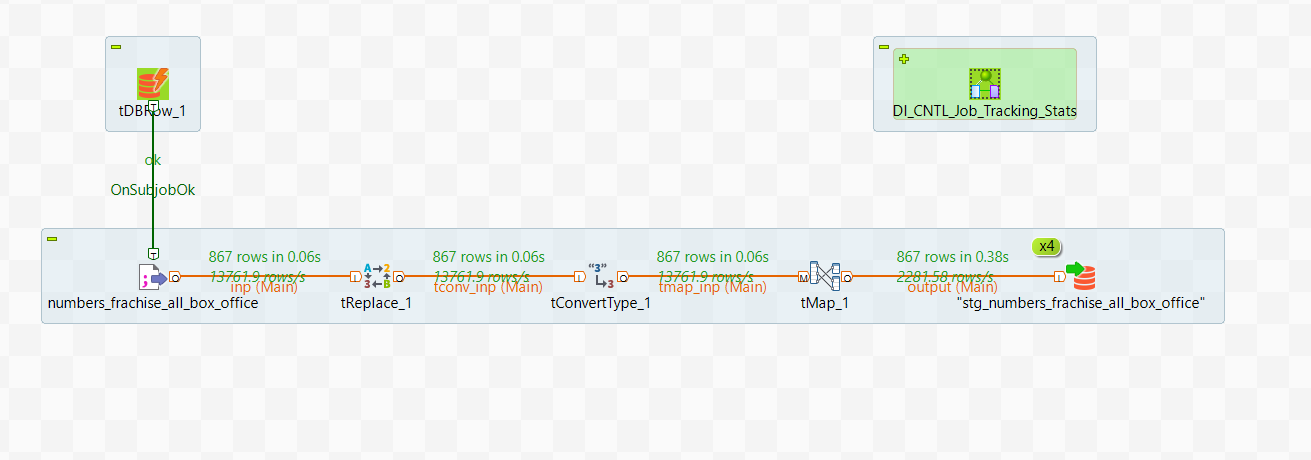 tDBRow_1
DI_CNTL_Job_Tracking_Stats
ok
OnSubjobOk
x4
867 rows in 0.06s
867 rows in 0.06s
867 rows in 0.06s
867 rows in 0.38s
13761.9 rows/s
13761.9 rows/s
13761.9 rows/s
2281.58 rows/s
inp (Main)
tconv_inp (Main)
tmap_inp (Main)
output (Main)
numbers_frachise_all_box_office
tReplace_1
tConvertType_1
tMap_1
"stg_numbers_frachise_all_box_office"